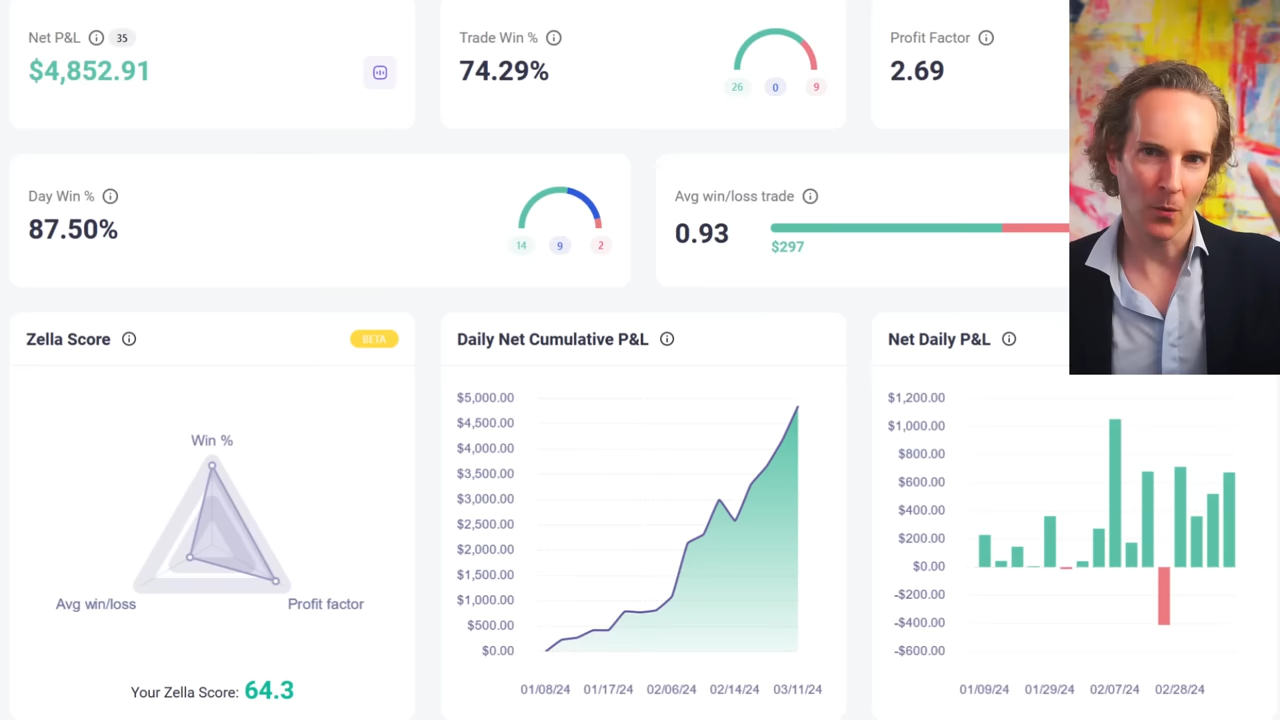 Net P&L 35
$4,852.91
Trade Win %
74.29%
26 0 9
Profit Factor
2.69
Day Win %
87.50%
14 9 2
Avg win/loss trade
0.93
$297
Zella Score
BETA
Win %
Avg win/loss
Profit factor
Your Zella Score: 64.3
Daily Net Cumulative P&L
$5,000.00
$4,500.00
$4,000.00
$3,500.00
$3,000.00
$2,500.00
$2,000.00
$1,500.00
$1,000.00
$500.00
$0.00
01/08/24 01/17/24 02/06/24 02/14/24 03/11/24
Net Daily P&L
$1,200.00
$1,000.00
$800.00
$600.00
$400.00
$200.00
$0.00
-$200.00
-$400.00
-$600.00
01/09/24 01/29/24 02/07/24 02/28/24